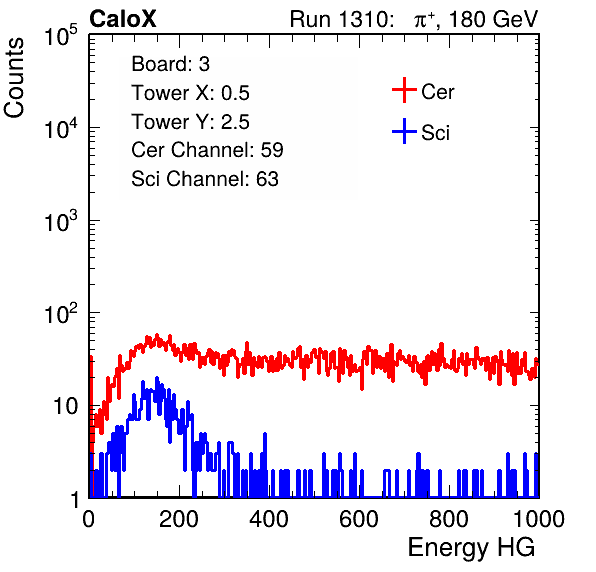 CaloX Run 1310: π⁺, 180 GeV
Counts
10⁵
10⁴
10³
10²
10
1
Board: 3
Tower X: 0.5
Tower Y: 2.5
Cer Channel: 59
Sci Channel: 63
Cer
Sci
0 200 400 600 800 1000
Energy HG